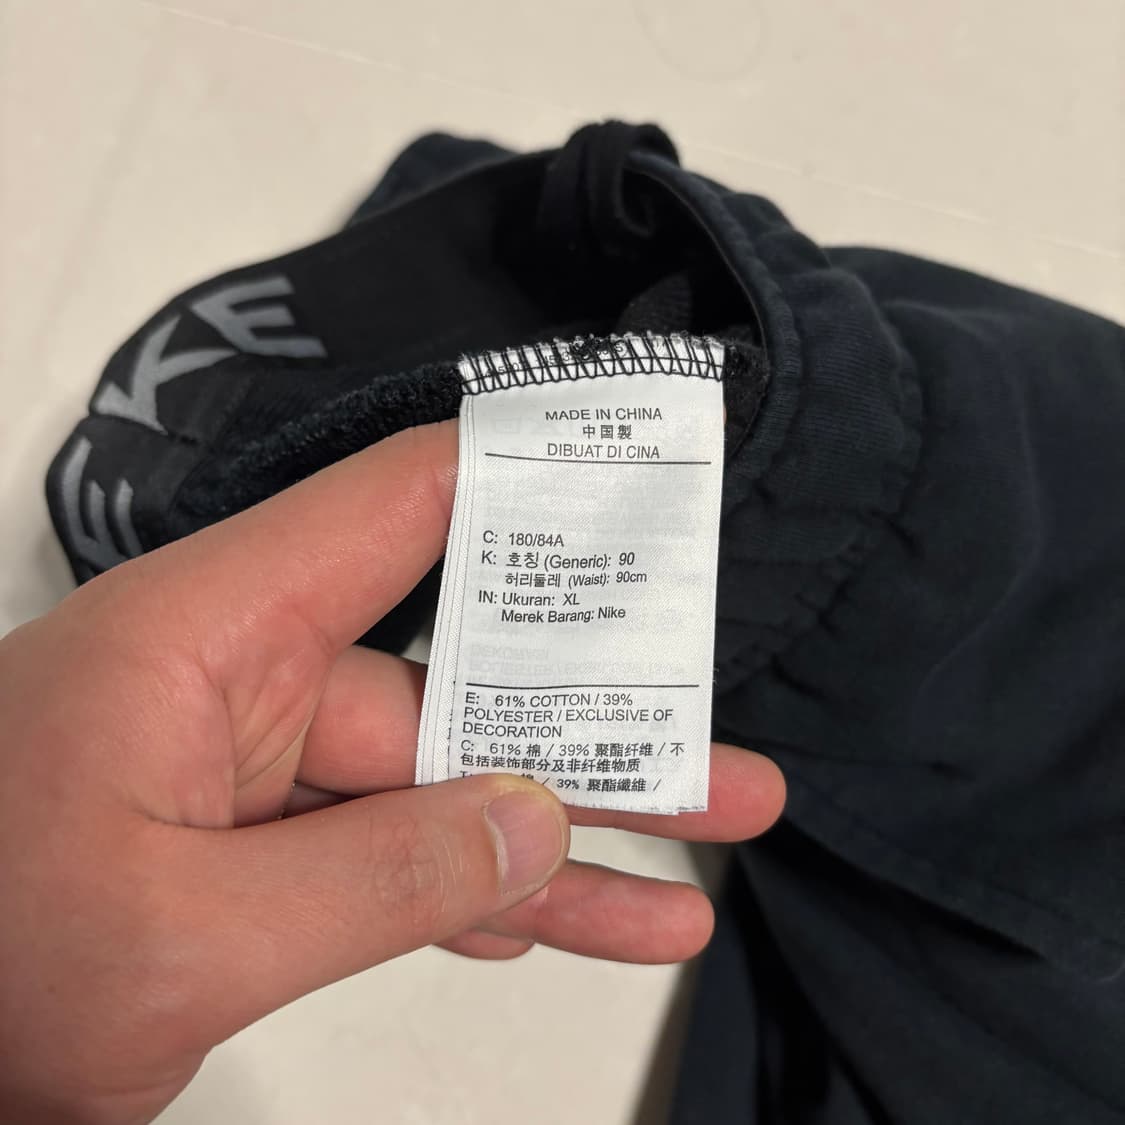 KE
MADE IN CHINA
中国製
DIBUAT DI CINA
C: 180/84A
K: 호칭 (Generic): 90
허리둘레 (Waist): 90cm
IN: Ukuran: XL
Merek Barang: Nike
E: 61% COTTON / 39%
POLYESTER / EXCLUSIVE OF
DECORATION
C: 61% 棉 / 39% 聚酯纤维 / 不
包括装饰部分及非纤维物质
棉 / 39% 聚酯纖維 /